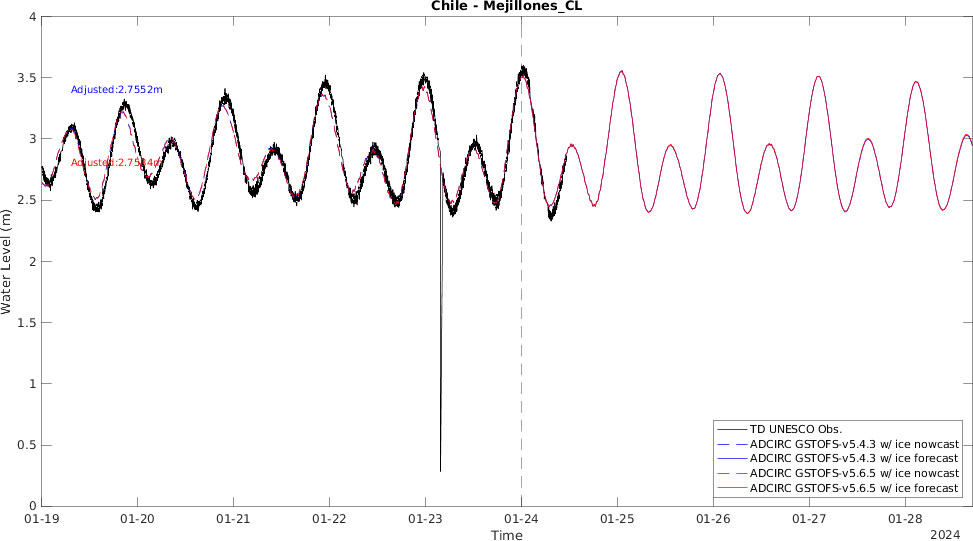 Chile - Mejillones_CL
4
3.5
3
2.5
2
1.5
1
0.5
0
Water Level (m)
Adjusted:2.7552m
01-19
01-20
01-21
01-22
01-23
01-24
01-25
01-26
01-27
01-28
Time
2024
TD UNESCO Obs.
ADCIRC GSTOFS-v5.4.3 w/ ice nowcast
ADCIRC GSTOFS-v5.4.3 w/ ice forecast
ADCIRC GSTOFS-v5.6.5 w/ ice nowcast
ADCIRC GSTOFS-v5.6.5 w/ ice forecast